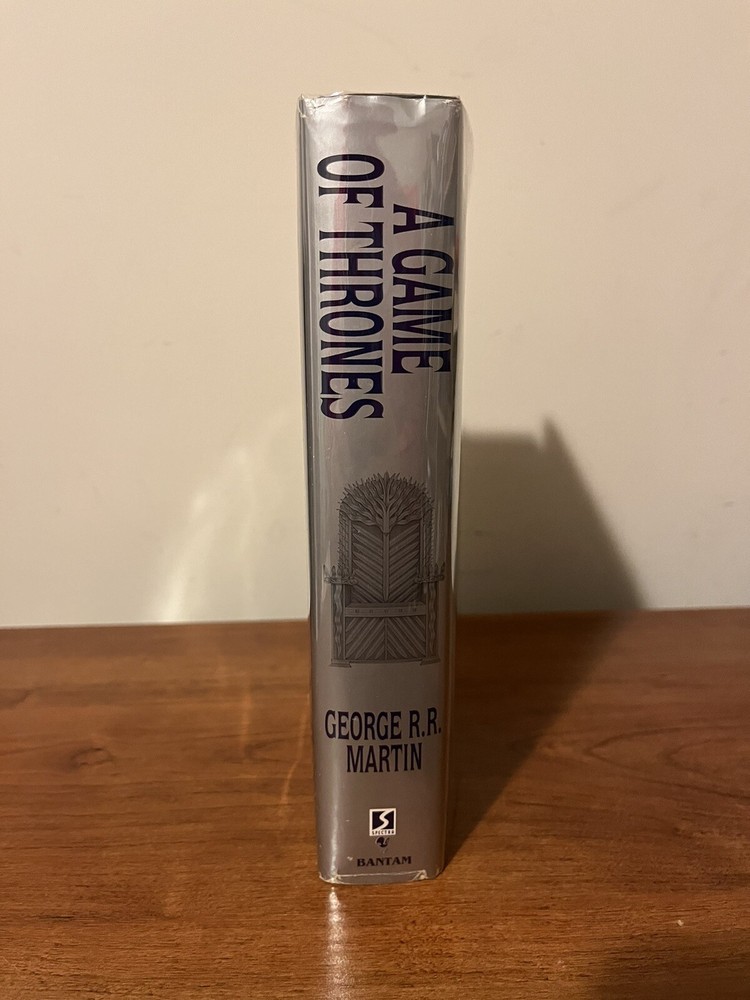 A GAME
OF THRONES
GEORGE R.R.
MARTIN
S
SPECTRA
BANTAM